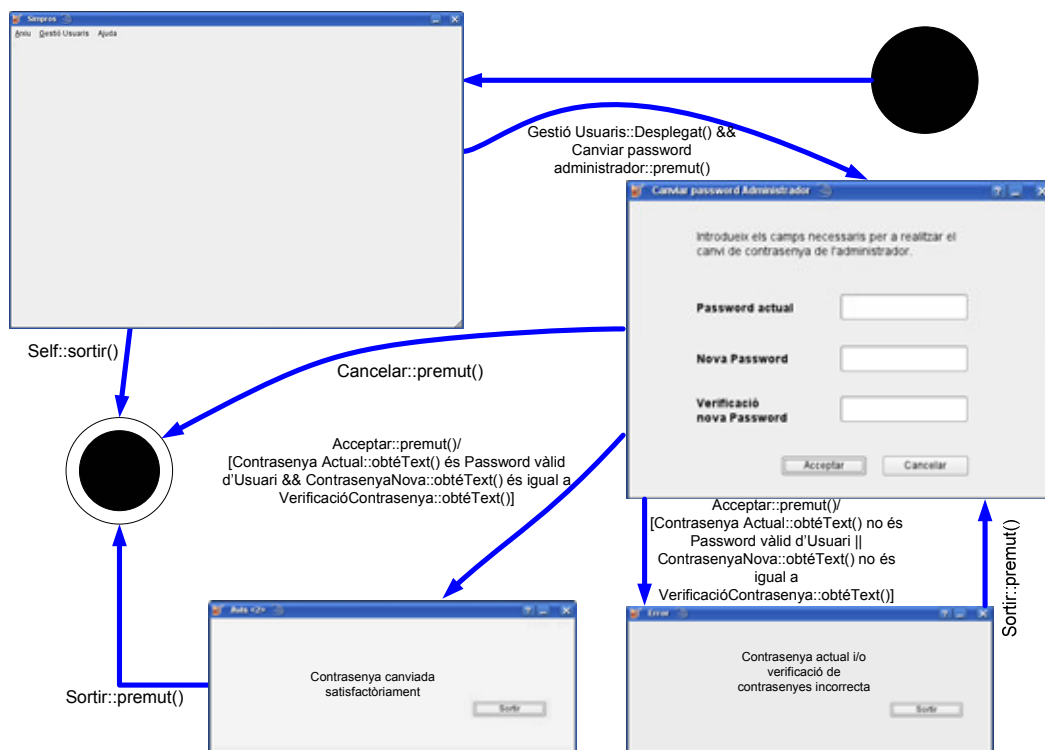 Simpros
Arxiu Gestió Usuaris Ajuda
Gestió Usuaris::Desplegat() &&
Canviar password
administrador::premut()
Canviar password Administrador
Introdueix els camps necessaris per a realitzar el
canvi de contrasenya de l'administrador.
Password actual
Nova Password
Verificació
nova Password
Acceptar
Cancelar
Self::sortir()
Cancelar::premut()
Acceptar::premut()/
[Contrasenya Actual::obtéText() és Password vàlid
d'Usuari && ContrasenyaNova::obtéText() és igual a
VerificacióContrasenya::obtéText()]
Acceptar::premut()/
[Contrasenya Actual::obtéText() no és
Password vàlid d'Usuari ||
ContrasenyaNova::obtéText() no és
igual a
VerificacióContrasenya::obtéText()]
Sortir::premut()
Sortir::premut()
Avís <2>
Contrasenya canviada
satisfactòriament
Sortir
Error
Contrasenya actual i/o
verificació de
contrasenyes incorrecta
Sortir